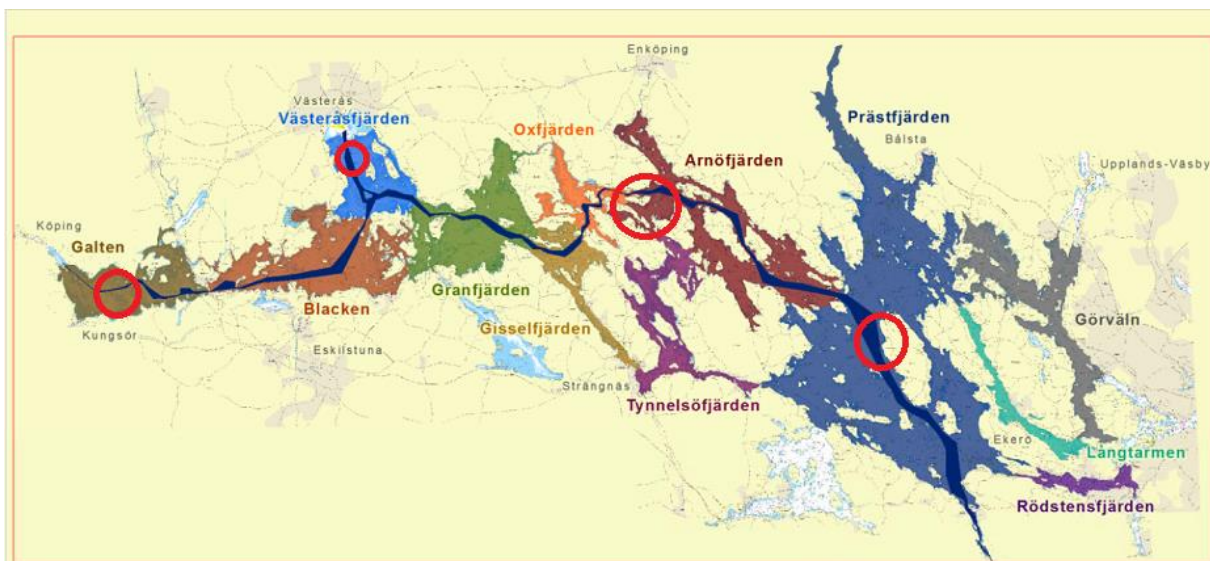 Enköping
Västerås
Västeråsfjärden
Oxfjärden
Prästfjärden
Bålsta
Arnöfjärden
Upplands-Väsby
Köping
Galten
Granfjärden
Blacken
Görväln
Kungsör
Gisselfjärden
Eskilstuna
Strängnäs
Tynnelsöfjärden
Ekerö
Långtarmen
Rödstensfjärden